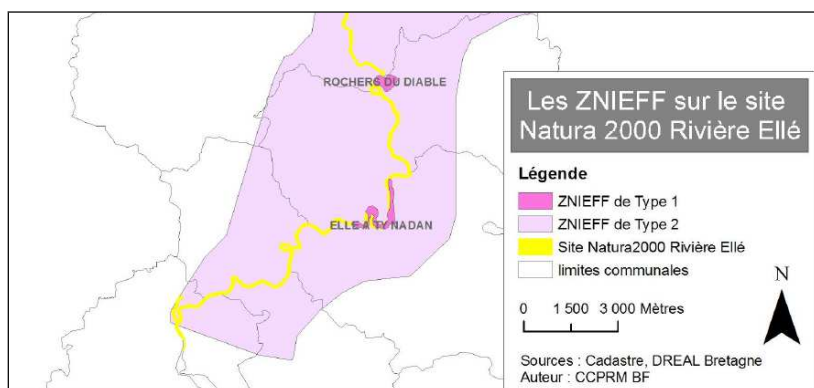 ROCHERS DU DIABLE
ELLE A TY NADAN
Les ZNIEFF sur le site
Natura 2000 Rivière Ellé
Légende
ZNIEFF de Type 1
ZNIEFF de Type 2
Site Natura2000 Rivière Ellé
limites communales
N
0 1 500 3 000 Mètres
Sources : Cadastre, DREAL Bretagne
Auteur : CCPRM BF